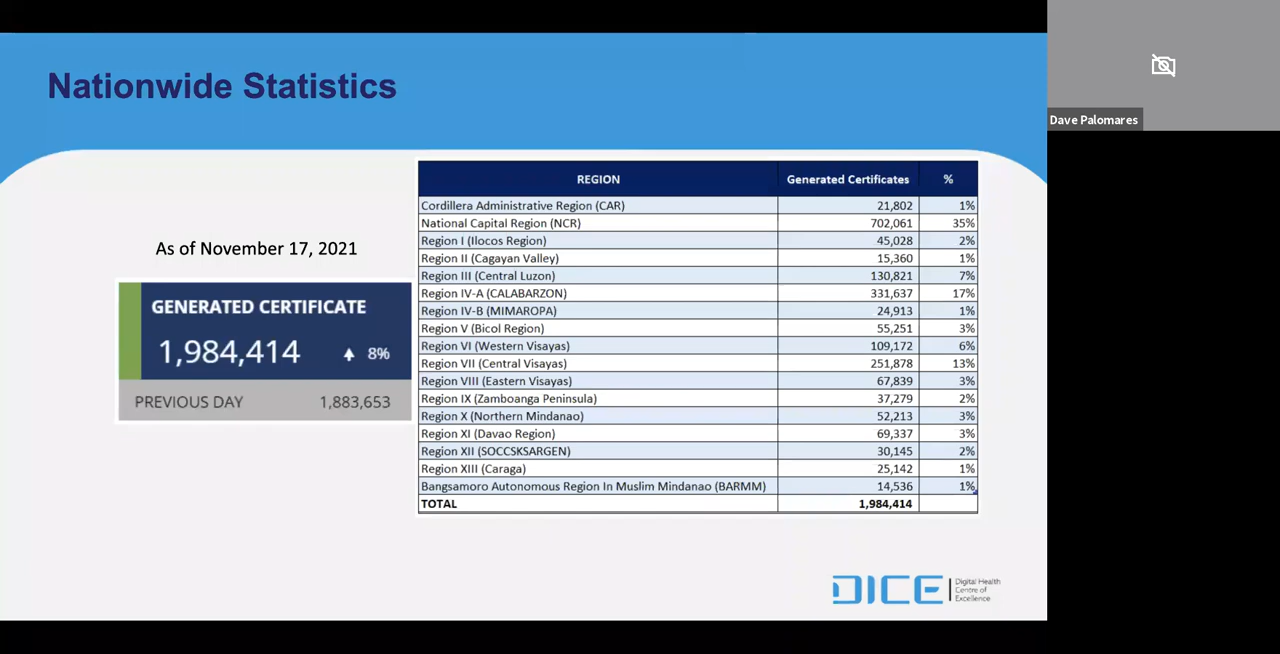 Nationwide Statistics
Dave Palomares
As of November 17, 2021
GENERATED CERTIFICATE
1,984,414 8%
PREVIOUS DAY 1,883,653
REGION Generated Certificates %
Cordillera Administrative Region (CAR) 21,802 1%
National Capital Region (NCR) 702,061 35%
Region I (Ilocos Region) 45,028 2%
Region II (Cagayan Valley) 15,360 1%
Region III (Central Luzon) 130,821 7%
Region IV-A (CALABARZON) 331,637 17%
Region IV-B (MIMAROPA) 24,913 1%
Region V (Bicol Region) 55,251 3%
Region VI (Western Visayas) 109,172 6%
Region VII (Central Visayas) 251,878 13%
Region VIII (Eastern Visayas) 67,839 3%
Region IX (Zamboanga Peninsula) 37,279 2%
Region X (Northern Mindanao) 52,213 3%
Region XI (Davao Region) 69,337 3%
Region XII (SOCCSKSARGEN) 30,145 2%
Region XIII (Caraga) 25,142 1%
Bangsamoro Autonomous Region In Muslim Mindanao (BARMM) 14,536 1%
TOTAL 1,984,414
DICE
Digital Health
Centre of
Excellence